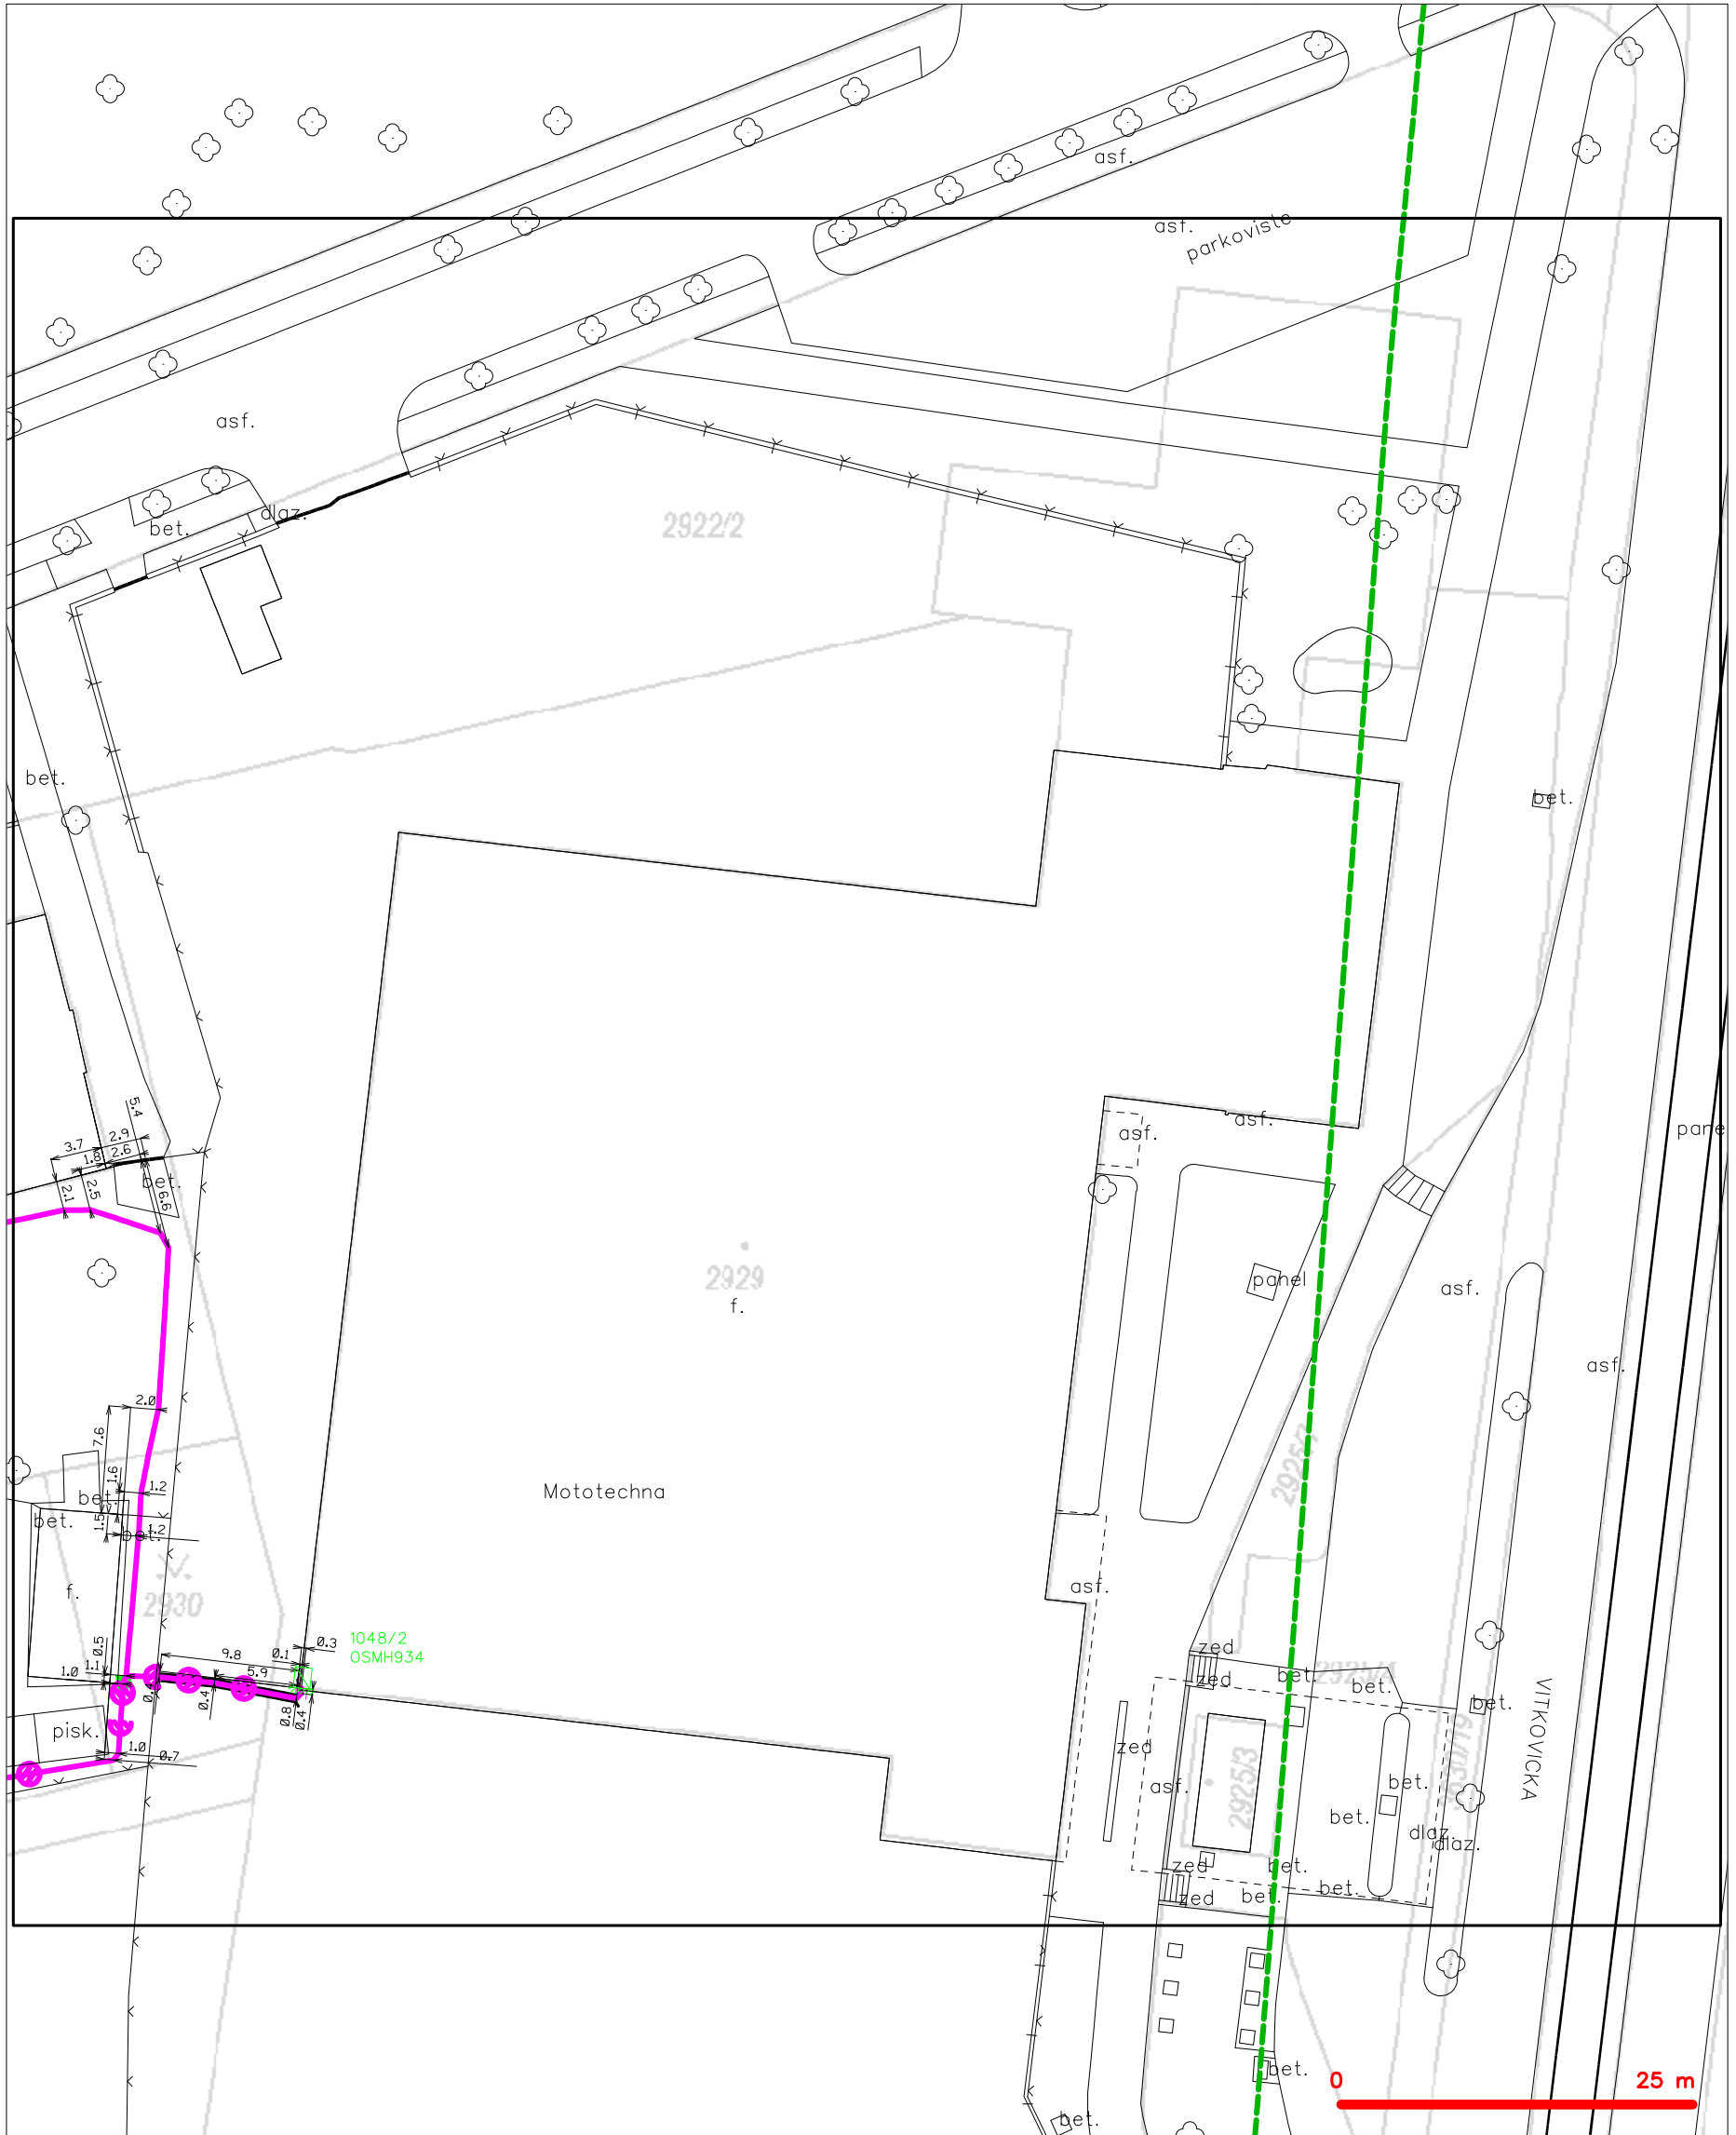 asf.
asf.
parkoviste
asf.
dlaz.
bet.
2922/2
bet.
bet.
5.4
2.9
3.7
2.6
1.8
bet.
2.1
2.5
6.6
asf.
asf.
pane
2929
f.
panel
asf.
asf.
2.0
7.6
1.6
1.2
bet.
bet.
1.5
bet.
1.2
Mototechna
2925/
f.
2930
asf.
0.5
9.8
0.1
0.3
1048/2
OSMH934
1.0
1.1
5.9
0.4
0.4
0.8
0.4
zed
zed
bet.
bet.
bet.
pisk.
1.0
0.7
zed
asf.
2925/3
bet.
bet.
dlaz.
dlaz.
VITKOVICKA
zed
bet.
zed
bet.
bet.
bet.
bet.
0
25 m